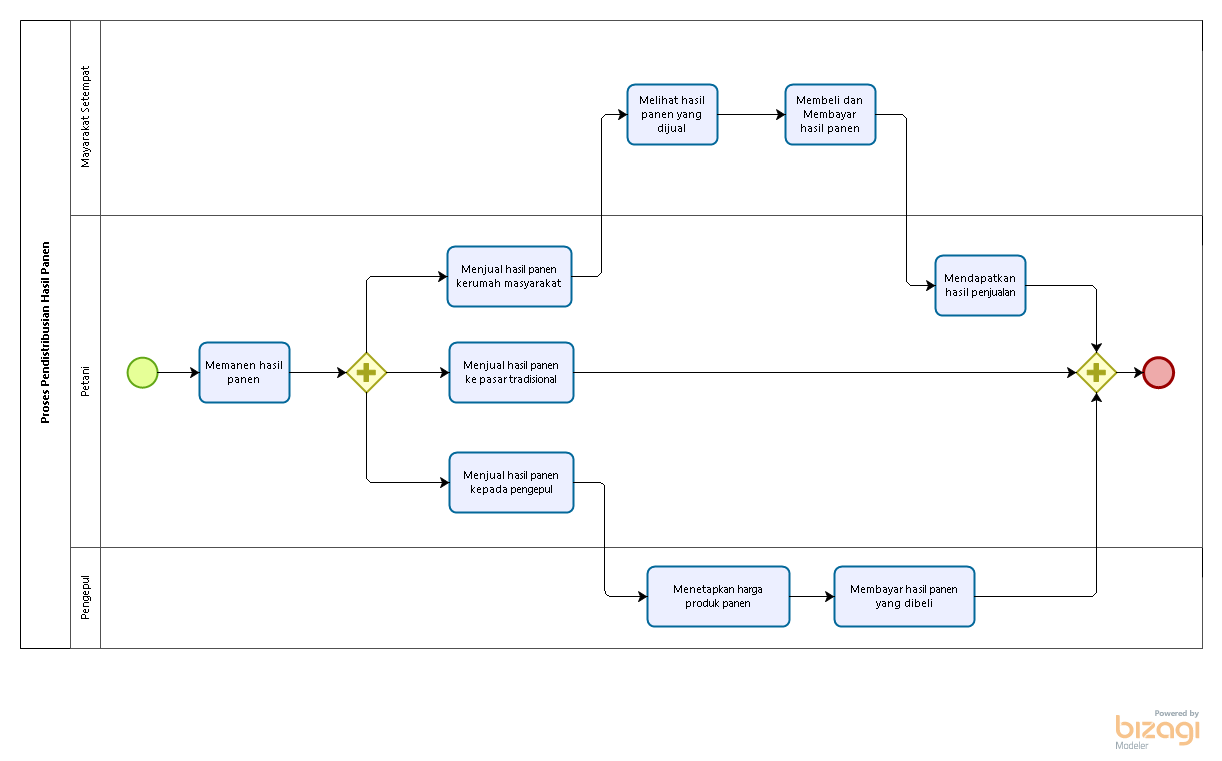 Proses Pendistribusian Hasil Panen
Mayarakat Setempat
Melihat hasil
panen yang
dijual
Membeli dan
Membayar
hasil panen
Petani
Memanen hasil
panen
Menjual hasil panen
kerumah masyarakat
Menjual hasil panen
ke pasar tradisional
Menjual hasil panen
kepada pengepul
Mendapatkan
hasil penjualan
Pengepul
Menetapkan harga
produk panen
Membayar hasil panen
yang dibeli
Powered by
bizagi
Modeler